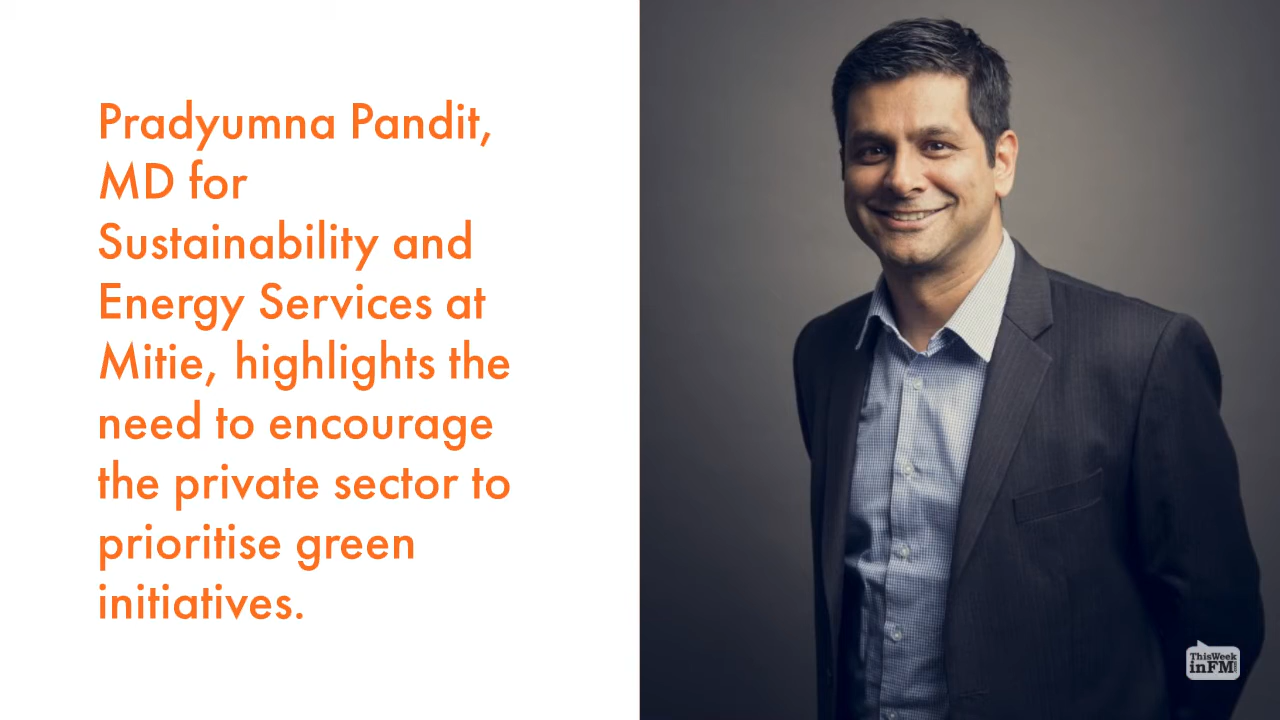 Pradyumna Pandit,
MD for
Sustainability and
Energy Services at
Mitie, highlights the
need to encourage
the private sector to
prioritise green
initiatives.
ThisWeek
inFM